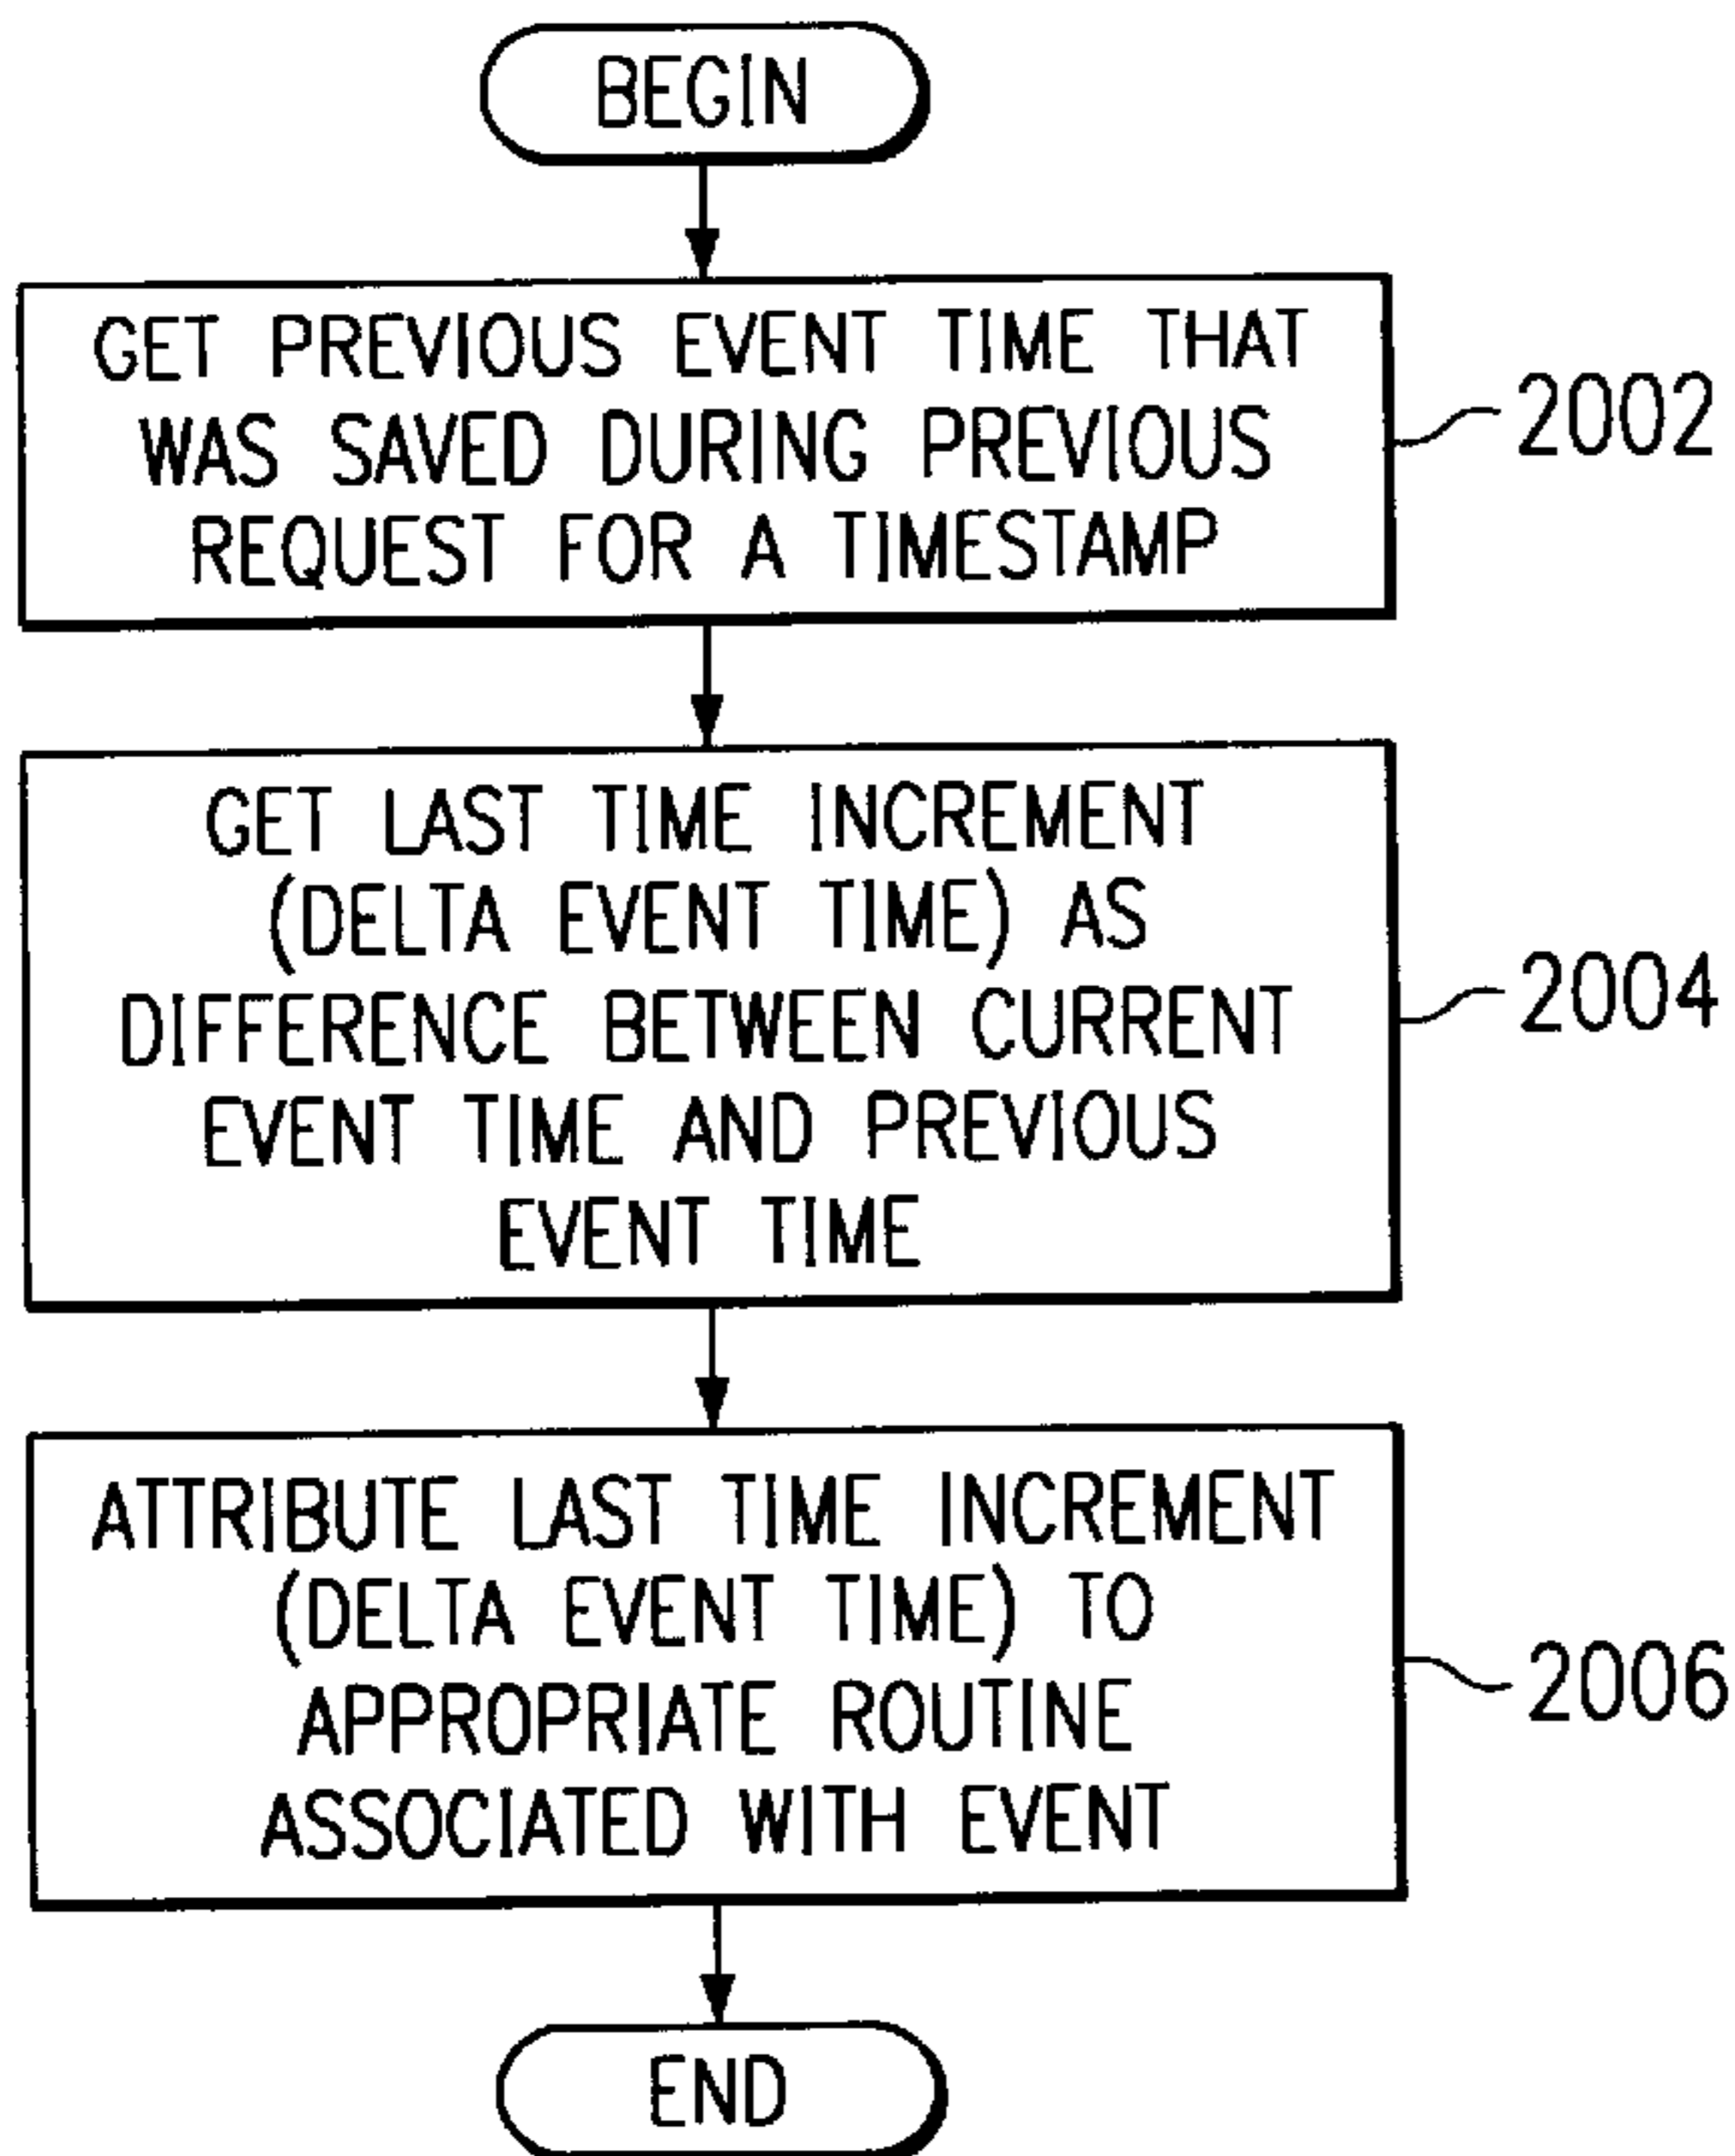 BEGIN
GET PREVIOUS EVENT TIME THAT
WAS SAVED DURING PREVIOUS
REQUEST FOR A TIMESTAMP
2002
GET LAST TIME INCREMENT
(DELTA EVENT TIME) AS
DIFFERENCE BETWEEN CURRENT
EVENT TIME AND PREVIOUS
EVENT TIME
2004
ATTRIBUTE LAST TIME INCREMENT
(DELTA EVENT TIME) TO
APPROPRIATE ROUTINE
ASSOCIATED WITH EVENT
2006
END